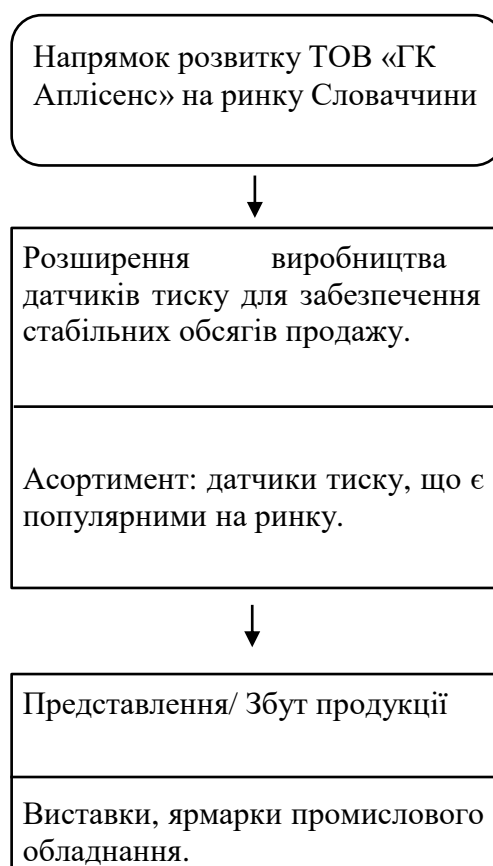 Напрямок розвитку ТОВ «ГК
Аплісенс» на ринку Словаччини
Розширення виробництва
датчиків тиску для забезпечення
стабільних обсягів продажу.
Асортимент: датчики тиску, що є
популярними на ринку.
Представлення/ Збут продукції
Виставки, ярмарки промислового
обладнання.